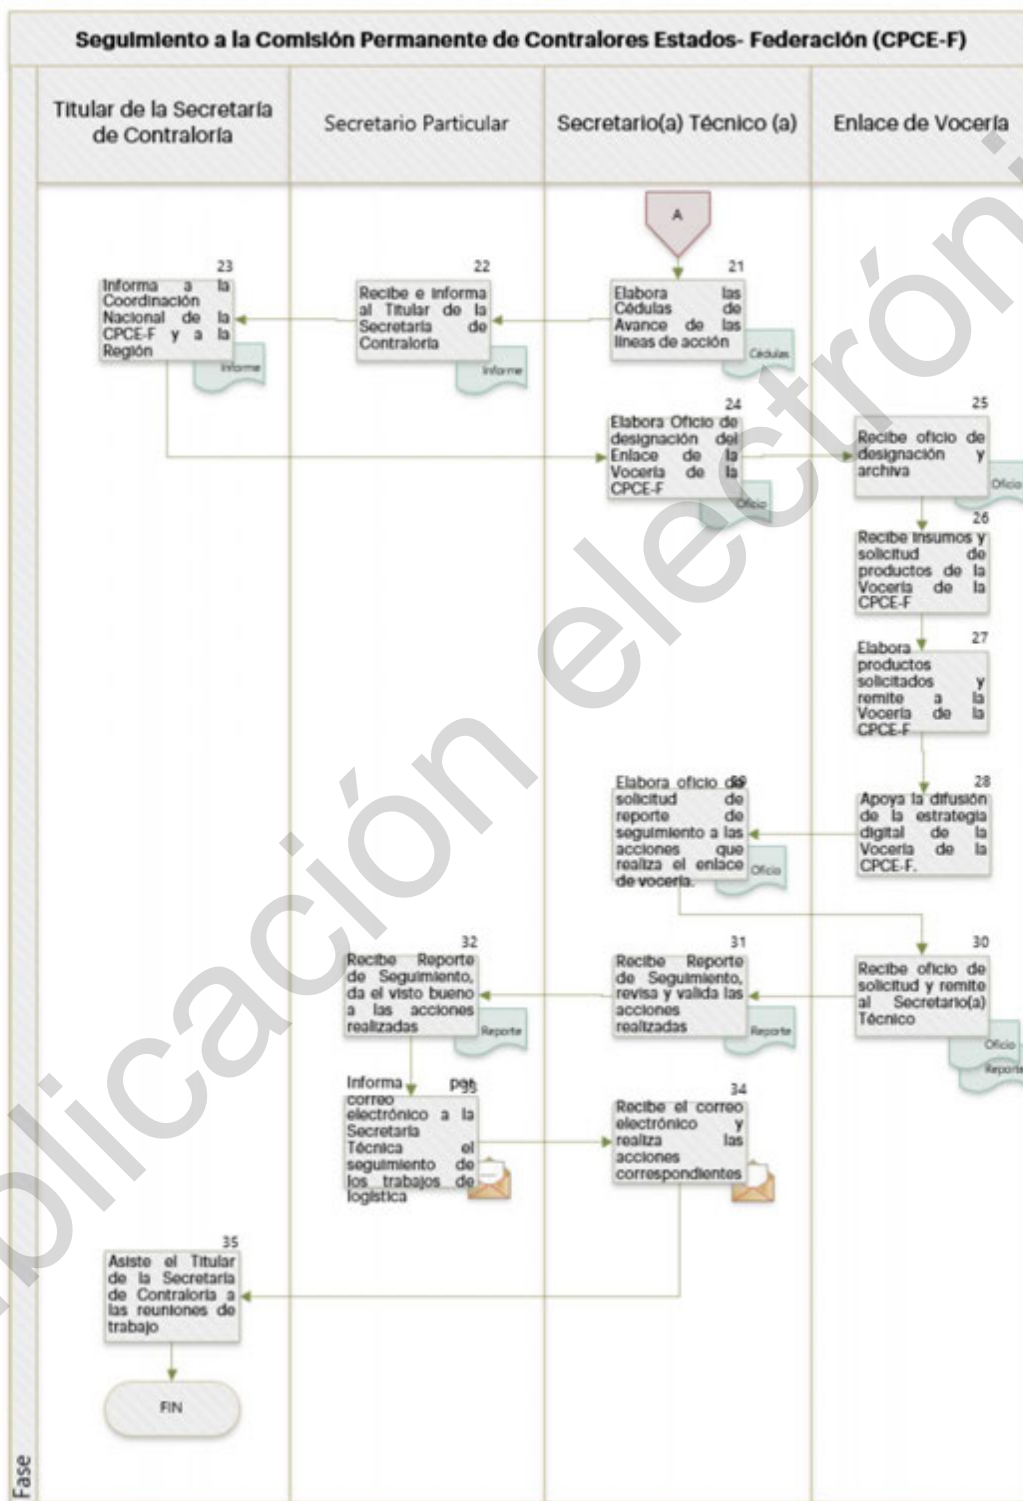 Seguimiento a la Comisión Permanente de Contralores Estados- Federación (CPCE-F)
Titular de la Secretaría
de Contraloría
Secretario Particular
Secretario(a) Técnico (a)
Enlace de Vocería
A
21
Elabora las
Cédulas de
Avance de las
líneas de acción
Cédulas
22
Recibe e informa
al Titular de la
Secretaría de
Contraloría
Informe
23
Informa a la
Coordinación
Nacional de la
CPCE-F y a la
Región
Informe
24
Elabora Oficio de
designación del
Enlace de la
Vocería de la
CPCE-F
Oficio
25
Recibe oficio de
designación y
archiva
Oficio
26
Recibe insumos y
solicitud de
productos de la
Vocería de la
CPCE-F
27
Elabora
productos
solicitados y
remite a la
Vocería de la
CPCE-F
28
Apoya la difusión
de la estrategia
digital de la
Vocería de la
CPCE-F.
29
Elabora oficio de
solicitud de
reporte de
seguimiento a las
acciones que
realiza el enlace
de vocería.
Oficio
30
Recibe oficio de
solicitud y remite
al Secretario(a)
Técnico
Oficio
Reporte
31
Recibe Reporte
de Seguimiento,
revisa y valida las
acciones
realizadas
Reporte
32
Recibe Reporte
de Seguimiento,
da el visto bueno
a las acciones
realizadas
Reporte
33
Informa por
correo
electrónico a la
Secretaría
Técnica el
seguimiento de
los trabajos de
logística
34
Recibe el correo
electrónico y
realiza las
acciones
correspondientes
35
Asiste el Titular
de la Secretaría
de Contraloría a
las reuniones de
trabajo
FIN
Fase
plicación electróni